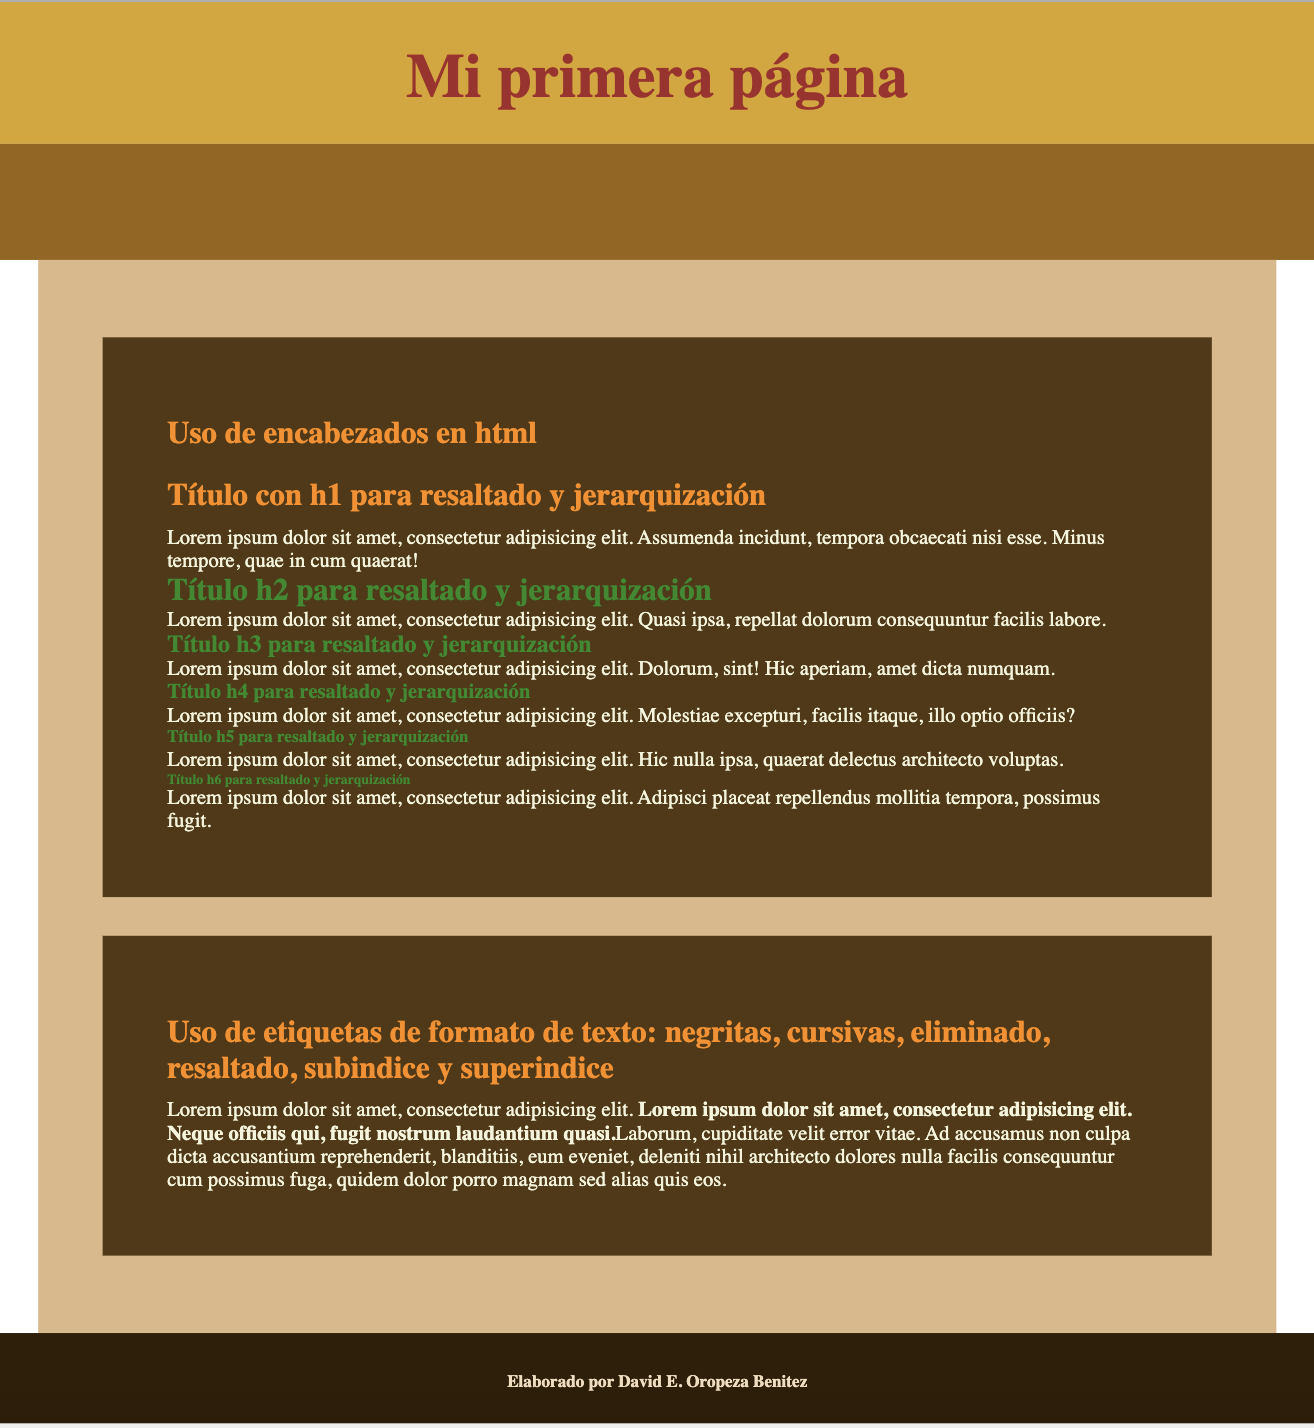 Mi primera página
Uso de encabezados en html
Título con h1 para resaltado y jerarquización
Lorem ipsum dolor sit amet, consectetur adipisicing elit. Assumenda incidunt, tempora obcaecati nisi esse. Minus
tempore, quae in cum quaerat!
Título h2 para resaltado y jerarquización
Lorem ipsum dolor sit amet, consectetur adipisicing elit. Quasi ipsa, repellat dolorum consequuntur facilis labore.
Título h3 para resaltado y jerarquización
Lorem ipsum dolor sit amet, consectetur adipisicing elit. Dolorum, sint! Hic aperiam, amet dicta numquam.
Título h4 para resaltado y jerarquización
Lorem ipsum dolor sit amet, consectetur adipisicing elit. Molestiae excepturi, facilis itaque, illo optio officiis?
Título h5 para resaltado y jerarquización
Lorem ipsum dolor sit amet, consectetur adipisicing elit. Hic nulla ipsa, quaerat delectus architecto voluptas.
Título h6 para resaltado y jerarquización
Lorem ipsum dolor sit amet, consectetur adipisicing elit. Adipisci placeat repellendus mollitia tempora, possimus
fugit.
Uso de etiquetas de formato de texto: negritas, cursivas, eliminado,
resaltado, subindice y superindice
Lorem ipsum dolor sit amet, consectetur adipisicing elit. Lorem ipsum dolor sit amet, consectetur adipisicing elit.
Neque officiis qui, fugit nostrum laudantium quasi.Laborum, cupiditate velit error vitae. Ad accusamus non culpa
dicta accusantium reprehenderit, blanditiis, eum eveniet, deleniti nihil architecto dolores nulla facilis consequuntur
cum possimus fuga, quidem dolor porro magnam sed alias quis eos.
Elaborado por David E. Oropeza Benitez